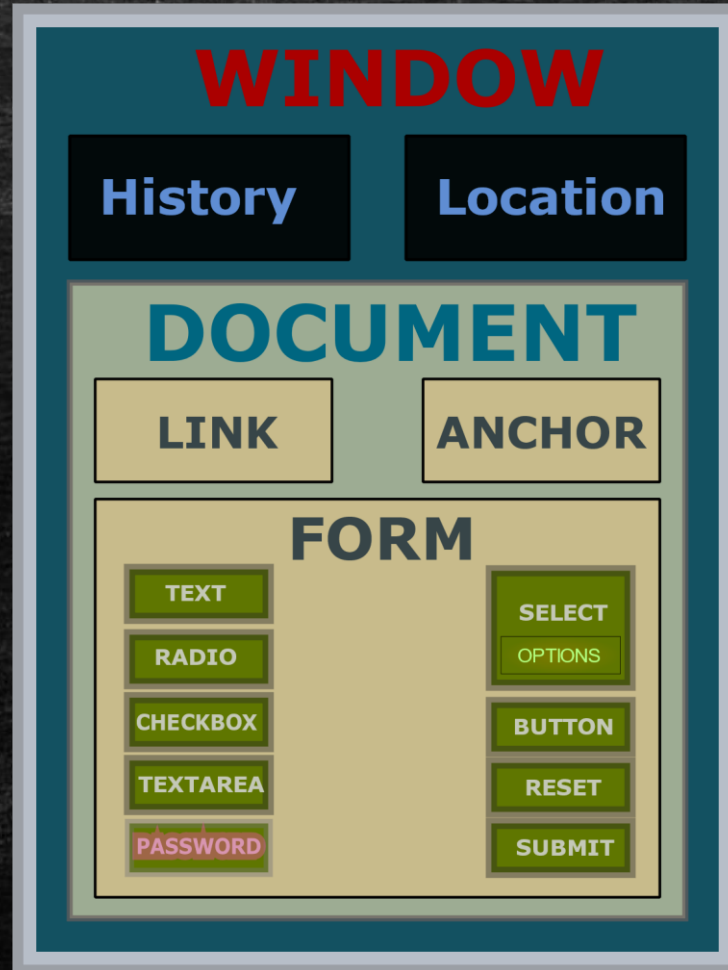 WINDOW
History
Location
DOCUMENT
LINK
ANCHOR
FORM
TEXT
RADIO
CHECKBOX
TEXTAREA
PASSWORD
SELECT
OPTIONS
BUTTON
RESET
SUBMIT